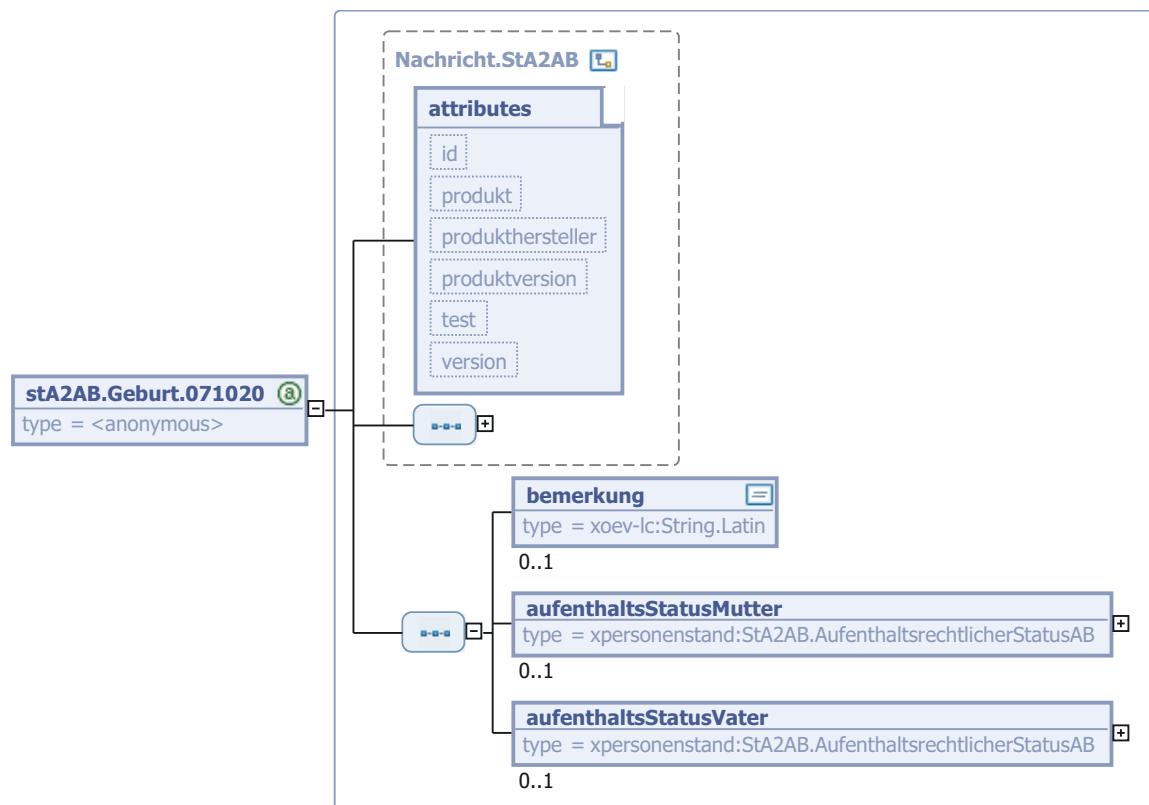 Nachricht.StA2AB
attributes
id
produkt
produkthersteller
produktversion
test
version
stA2AB.Geburt.071020 a
type = <anonymous>
bemerkung
type = xoev-lc:String.Latin
0..1
aufenthaltsStatusMutter
type = xpersonenstand:StA2AB.AufenthaltsrechtlicherStatusAB
0..1
aufenthaltsStatusVater
type = xpersonenstand:StA2AB.AufenthaltsrechtlicherStatusAB
0..1